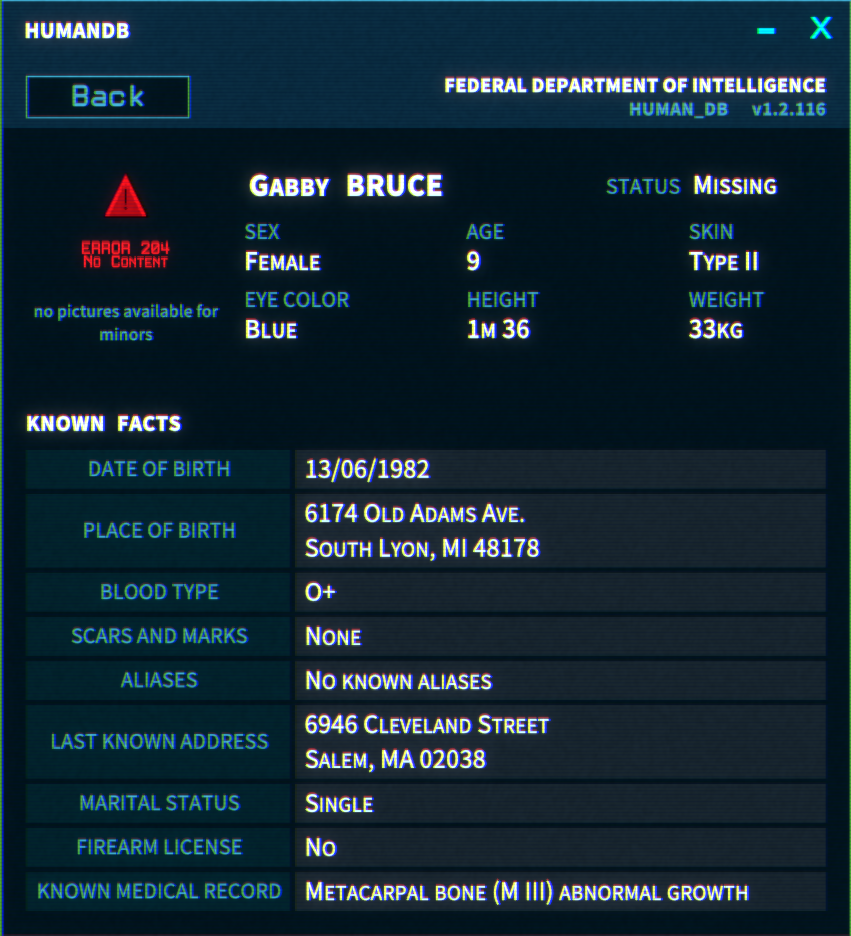 HUMANDB
– X
Back
FEDERAL DEPARTMENT OF INTELLIGENCE
HUMAN_DB v1.2.116
Gabby BRUCE
STATUS Missing
ERROR 204
No Content
no pictures available for
minors
SEX AGE SKIN
Female 9 Type II
EYE COLOR HEIGHT WEIGHT
Blue 1m 36 33kg
KNOWN FACTS
DATE OF BIRTH 13/06/1982
PLACE OF BIRTH 6174 Old Adams Ave.
South Lyon, MI 48178
BLOOD TYPE O+
SCARS AND MARKS None
ALIASES No known aliases
LAST KNOWN ADDRESS 6946 Cleveland Street
Salem, MA 02038
MARITAL STATUS Single
FIREARM LICENSE No
KNOWN MEDICAL RECORD Metacarpal bone (M III) abnormal growth